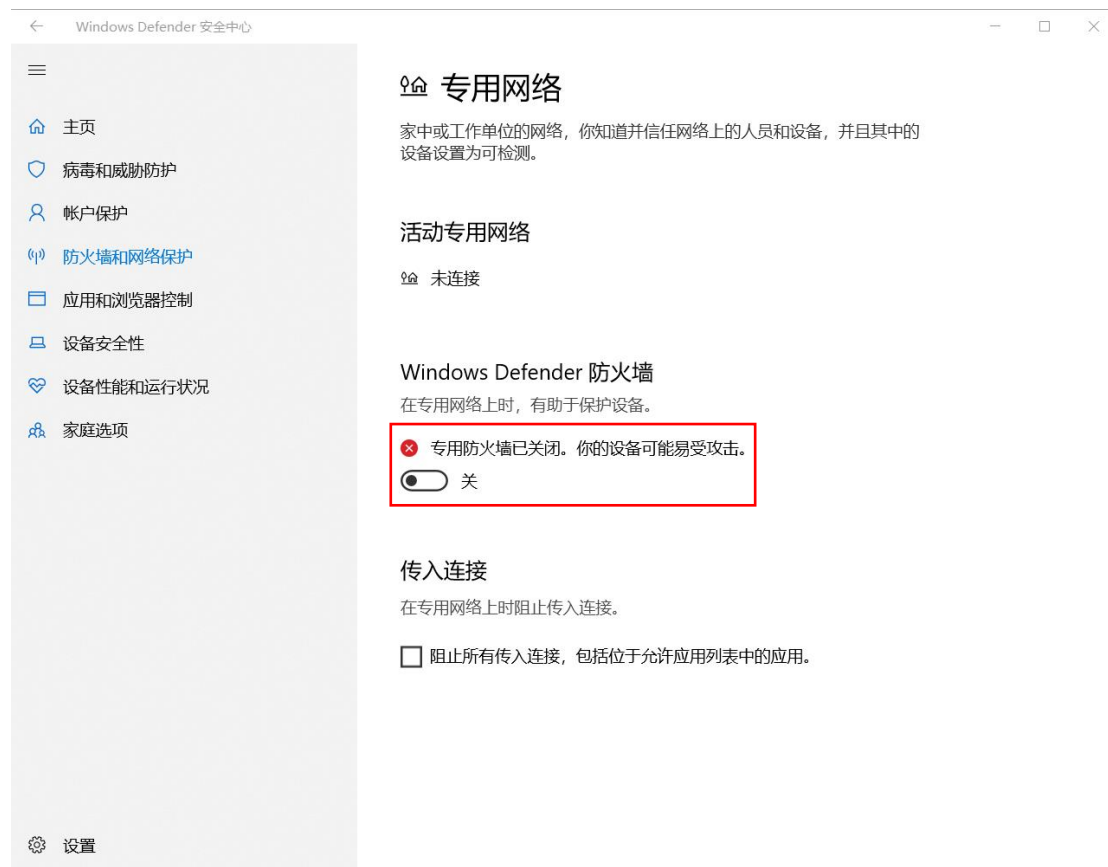 Windows Defender 安全中心
主页
病毒和威胁防护
帐户保护
防火墙和网络保护
应用和浏览器控制
设备安全性
设备性能和运行状况
家庭选项
设置
专用网络
家中或工作单位的网络，你知道并信任网络上的人员和设备，并且其中的
设备设置为可检测。
活动专用网络
未连接
Windows Defender 防火墙
在专用网络上时，有助于保护设备。
专用防火墙已关闭。你的设备可能易受攻击。
关
传入连接
在专用网络上时阻止传入连接。
阻止所有传入连接，包括位于允许应用列表中的应用。